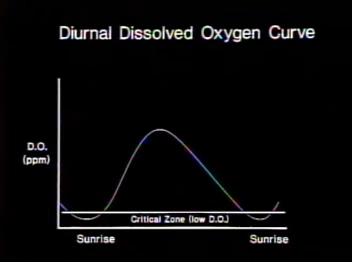 Diurnal Dissolved Oxygen Curve
D.O.
(ppm)
Critical Zone (low D.O.)
Sunrise Sunrise